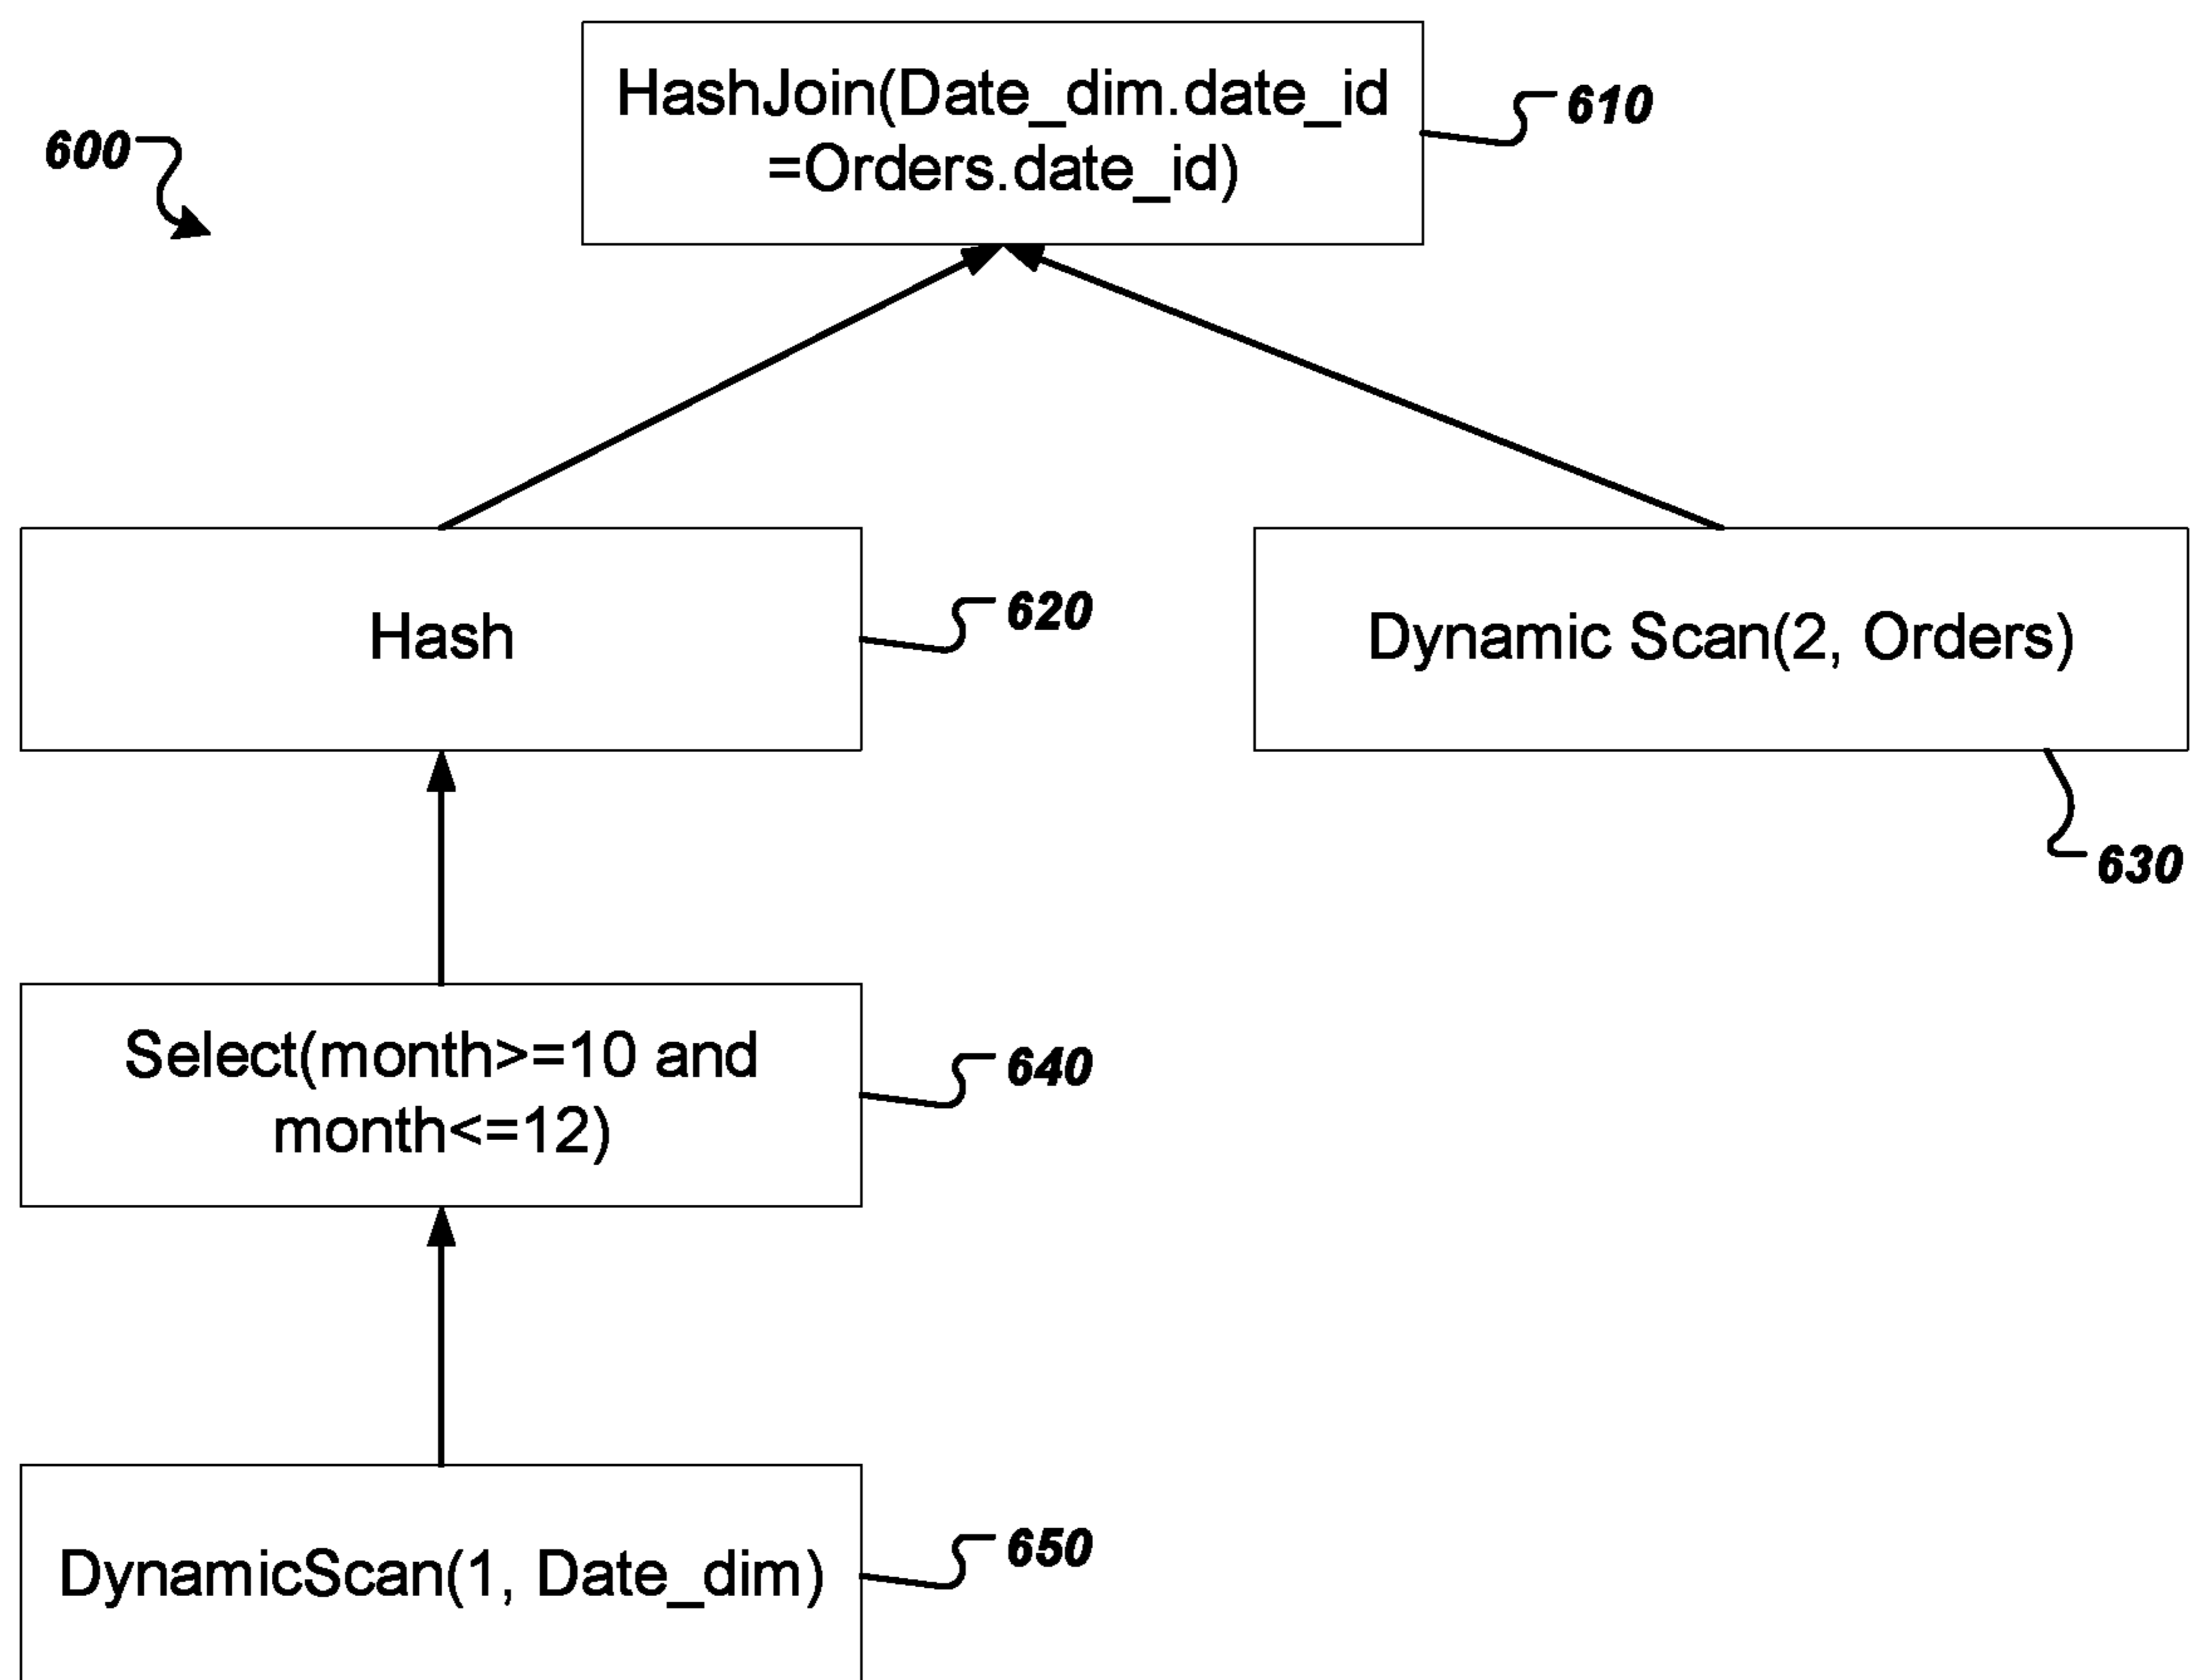 HashJoin(Date_dim.date_id
=Orders.date_id)
610
600
Hash
620
Dynamic Scan(2, Orders)
630
Select(month>=10 and
month<=12)
640
DynamicScan(1, Date_dim)
650